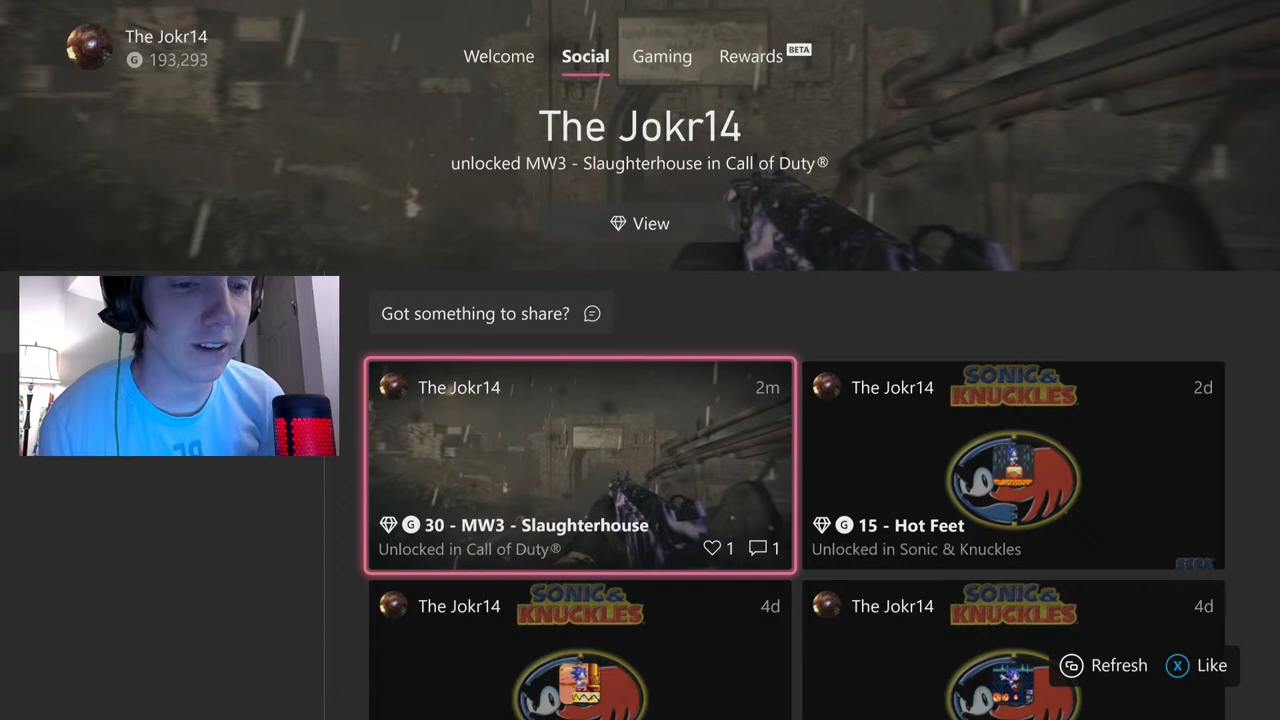 The Jokr14
G 193,293
Welcome
Social
Gaming
Rewards BETA
The Jokr14
unlocked MW3 - Slaughterhouse in Call of Duty®
View
Got something to share?
The Jokr14
2m
G 30 - MW3 - Slaughterhouse
Unlocked in Call of Duty®
1
1
The Jokr14
SONIC &
KNUCKLES
2d
G 15 - Hot Feet
Unlocked in Sonic & Knuckles
SEGA
The Jokr14
SONIC &
KNUCKLES
4d
The Jokr14
SONIC &
KNUCKLES
4d
Refresh
X Like